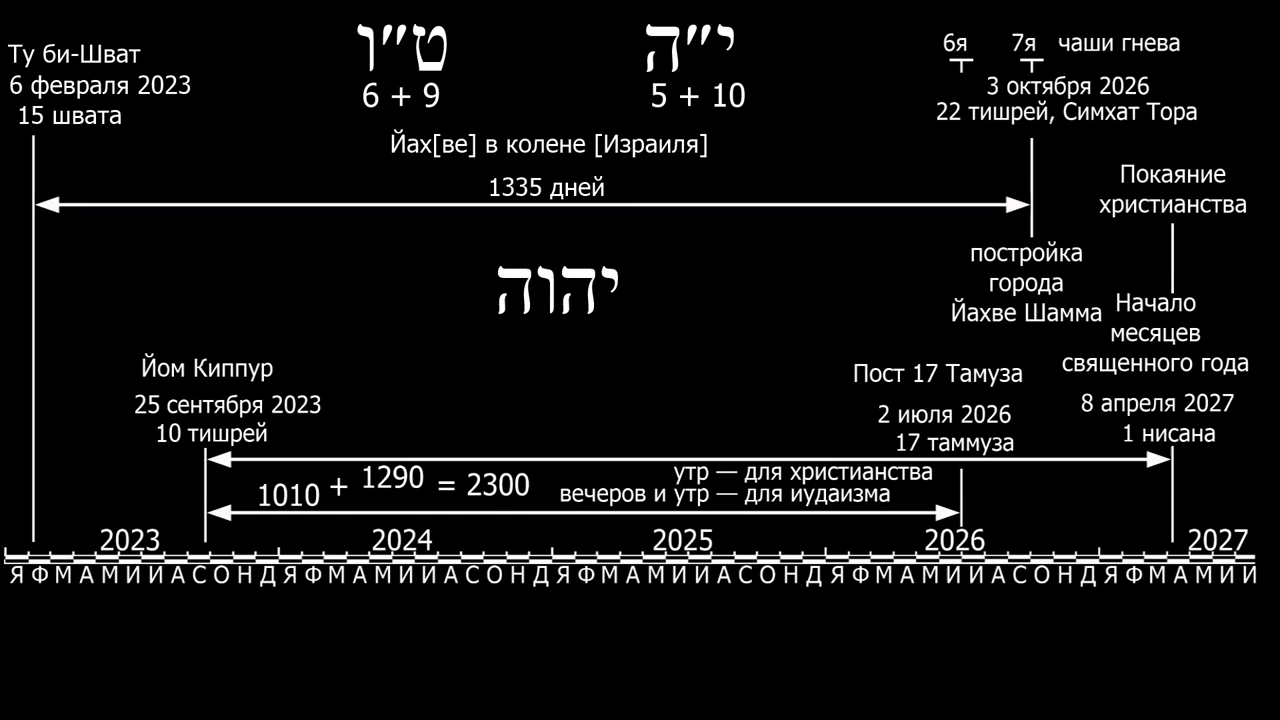 Ту би-Шват
6 февраля 2023
15 швата
ט״ו
6 + 9
י״ה
5 + 10
6я 7я чаши гнева
3 октября 2026
22 тишрей, Симхат Тора
Йах[ве] в колене [Израиля]
1335 дней
Покаяние
христианства
יהוה
постройка
города
Йахве Шамма
Начало
месяцев
священного года
8 апреля 2027
1 нисана
Йом Киппур
25 сентября 2023
10 тишрей
Пост 17 Тамуза
2 июля 2026
17 таммуза
1010 + 1290 = 2300
утр — для христианства
вечеров и утр — для иудаизма
2023 2024 2025 2026 2027
Я Ф М А М И И А С О Н Д Я Ф М А М И И А С О Н Д Я Ф М А М И И А С О Н Д Я Ф М А М И И А С О Н Д Я Ф М А М И И